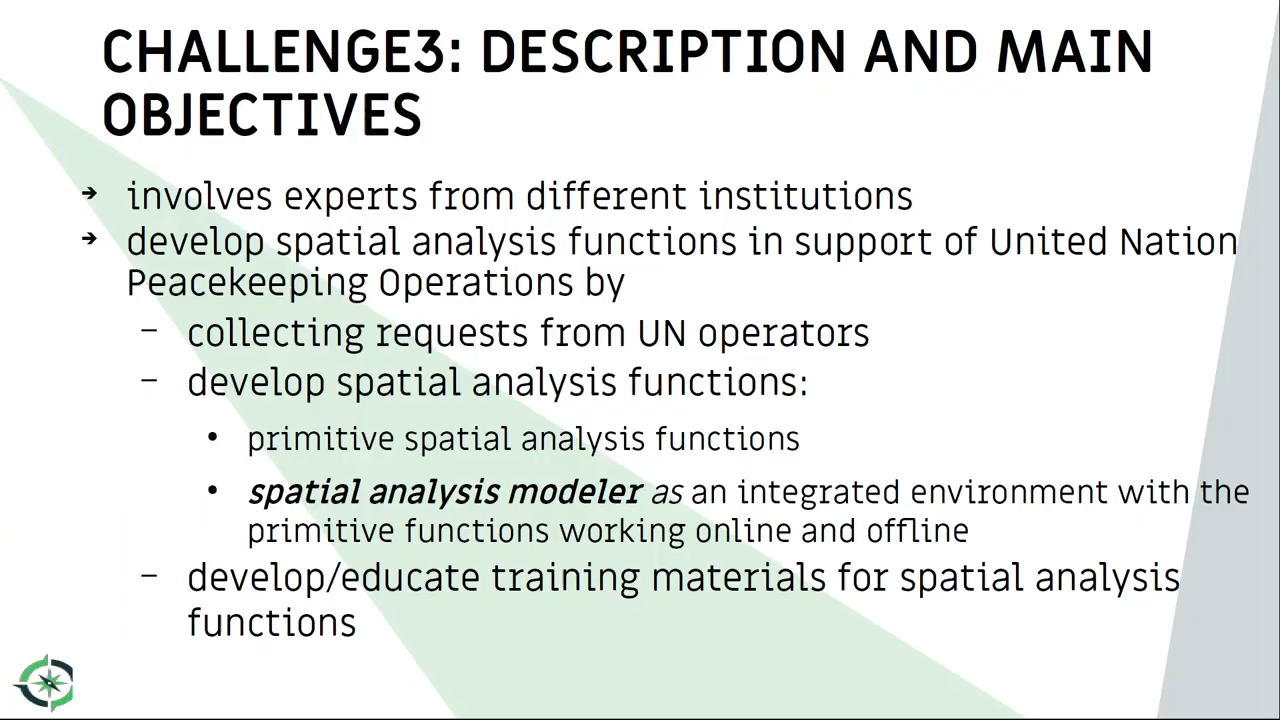 CHALLENGE3: DESCRIPTION AND MAIN
OBJECTIVES
➔ involves experts from different institutions
➔ develop spatial analysis functions in support of United Nation
Peacekeeping Operations by
– collecting requests from UN operators
– develop spatial analysis functions:
• primitive spatial analysis functions
• spatial analysis modeler as an integrated environment with the
primitive functions working online and offline
– develop/educate training materials for spatial analysis
functions